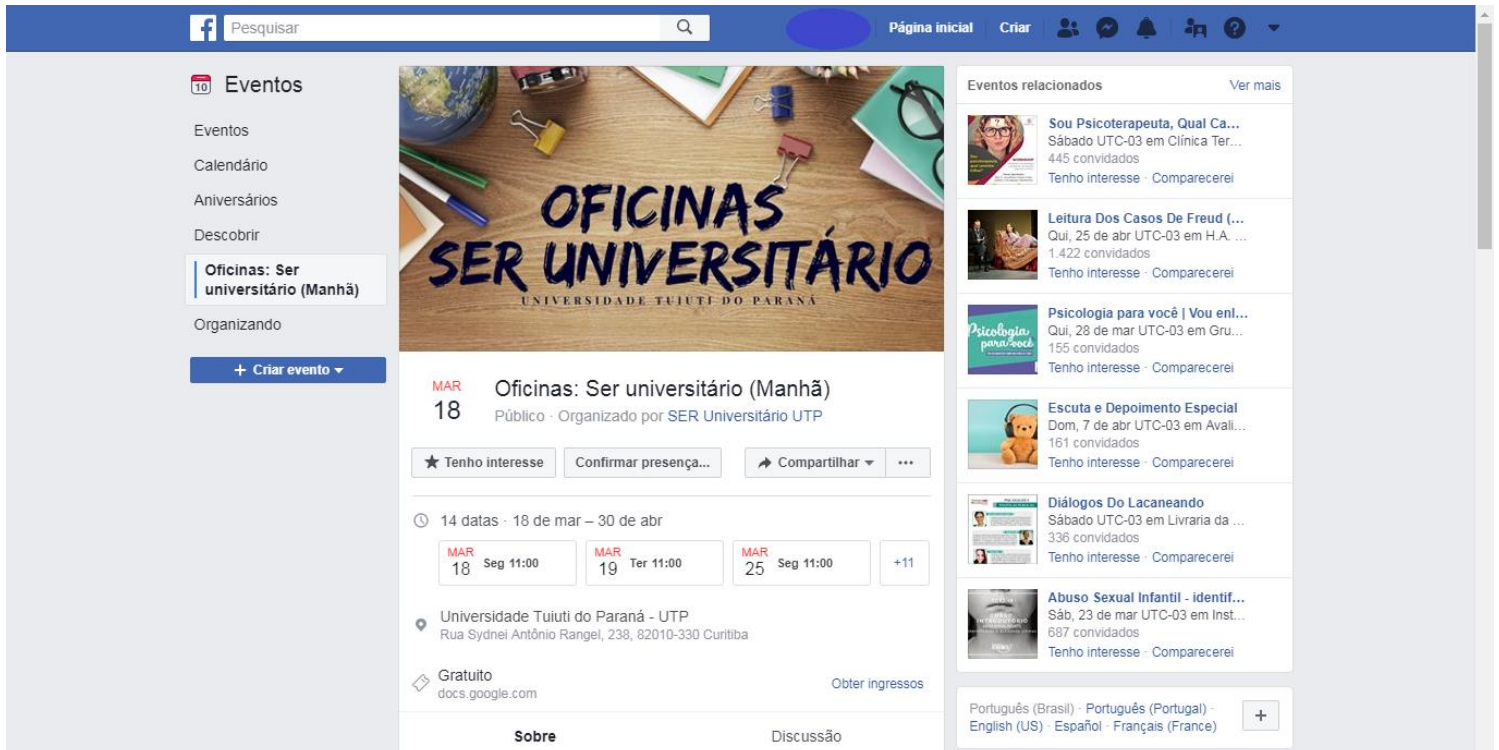 f
Pesquisar
Página inicial
Criar
10
Eventos
Eventos
Calendário
Aniversários
Descobrir
Oficinas: Ser
universitário (Manhã)
Organizando
+ Criar evento
OFICINAS
SER UNIVERSITÁRIO
UNIVERSIDADE TUIUTI DO PARANÁ
MAR
18
Oficinas: Ser universitário (Manhã)
Público · Organizado por SER Universitário UTP
Tenho interesse
Confirmar presença...
Compartilhar
14 datas · 18 de mar – 30 de abr
MAR
18 Seg 11:00
MAR
19 Ter 11:00
MAR
25 Seg 11:00
+11
Universidade Tuiuti do Paraná - UTP
Rua Sydnei Antônio Rangel, 238, 82010-330 Curitiba
Gratuito
docs.google.com
Obter ingressos
Sobre
Discussão
Eventos relacionados
Ver mais
Sou Psicoterapeuta, Qual Ca...
Sábado UTC-03 em Clínica Ter...
445 convidados
Tenho interesse · Comparecerei
Leitura Dos Casos De Freud (...
Qui, 25 de abr UTC-03 em H.A. ...
1.422 convidados
Tenho interesse · Comparecerei
Psicologia
para você
Psicologia para você | Vou enl...
Qui, 28 de mar UTC-03 em Gru...
155 convidados
Tenho interesse · Comparecerei
Escuta e Depoimento Especial
Dom, 7 de abr UTC-03 em Avali...
161 convidados
Tenho interesse · Comparecerei
Diálogos Do Lacaneando
Sábado UTC-03 em Livraria da ...
336 convidados
Tenho interesse · Comparecerei
Abuso Sexual Infantil - identif...
Sáb, 23 de mar UTC-03 em Inst...
687 convidados
Tenho interesse · Comparecerei
Português (Brasil) · Português (Portugal) ·
English (US) · Español · Français (France)
+